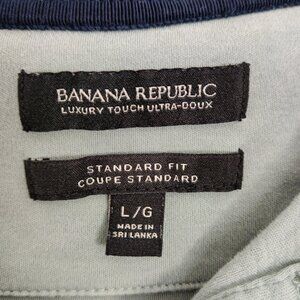 BANANA REPUBLIC
LUXURY TOUCH ULTRA-DOUX
STANDARD FIT
COUPE STANDARD
L/G
MADE IN
SRI LANKA